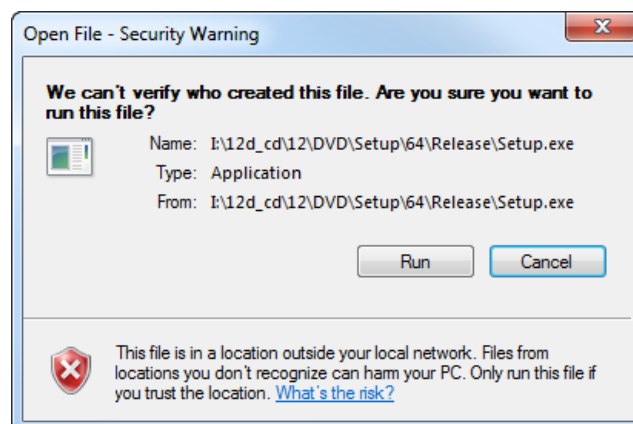 Open File - Security Warning
We can't verify who created this file. Are you sure you want to
run this file?
Name: I:\12d_cd\12\DVD\Setup\64\Release\Setup.exe
Type: Application
From: I:\12d_cd\12\DVD\Setup\64\Release\Setup.exe
Run Cancel
This file is in a location outside your local network. Files from
locations you don't recognize can harm your PC. Only run this file if
you trust the location. What's the risk?